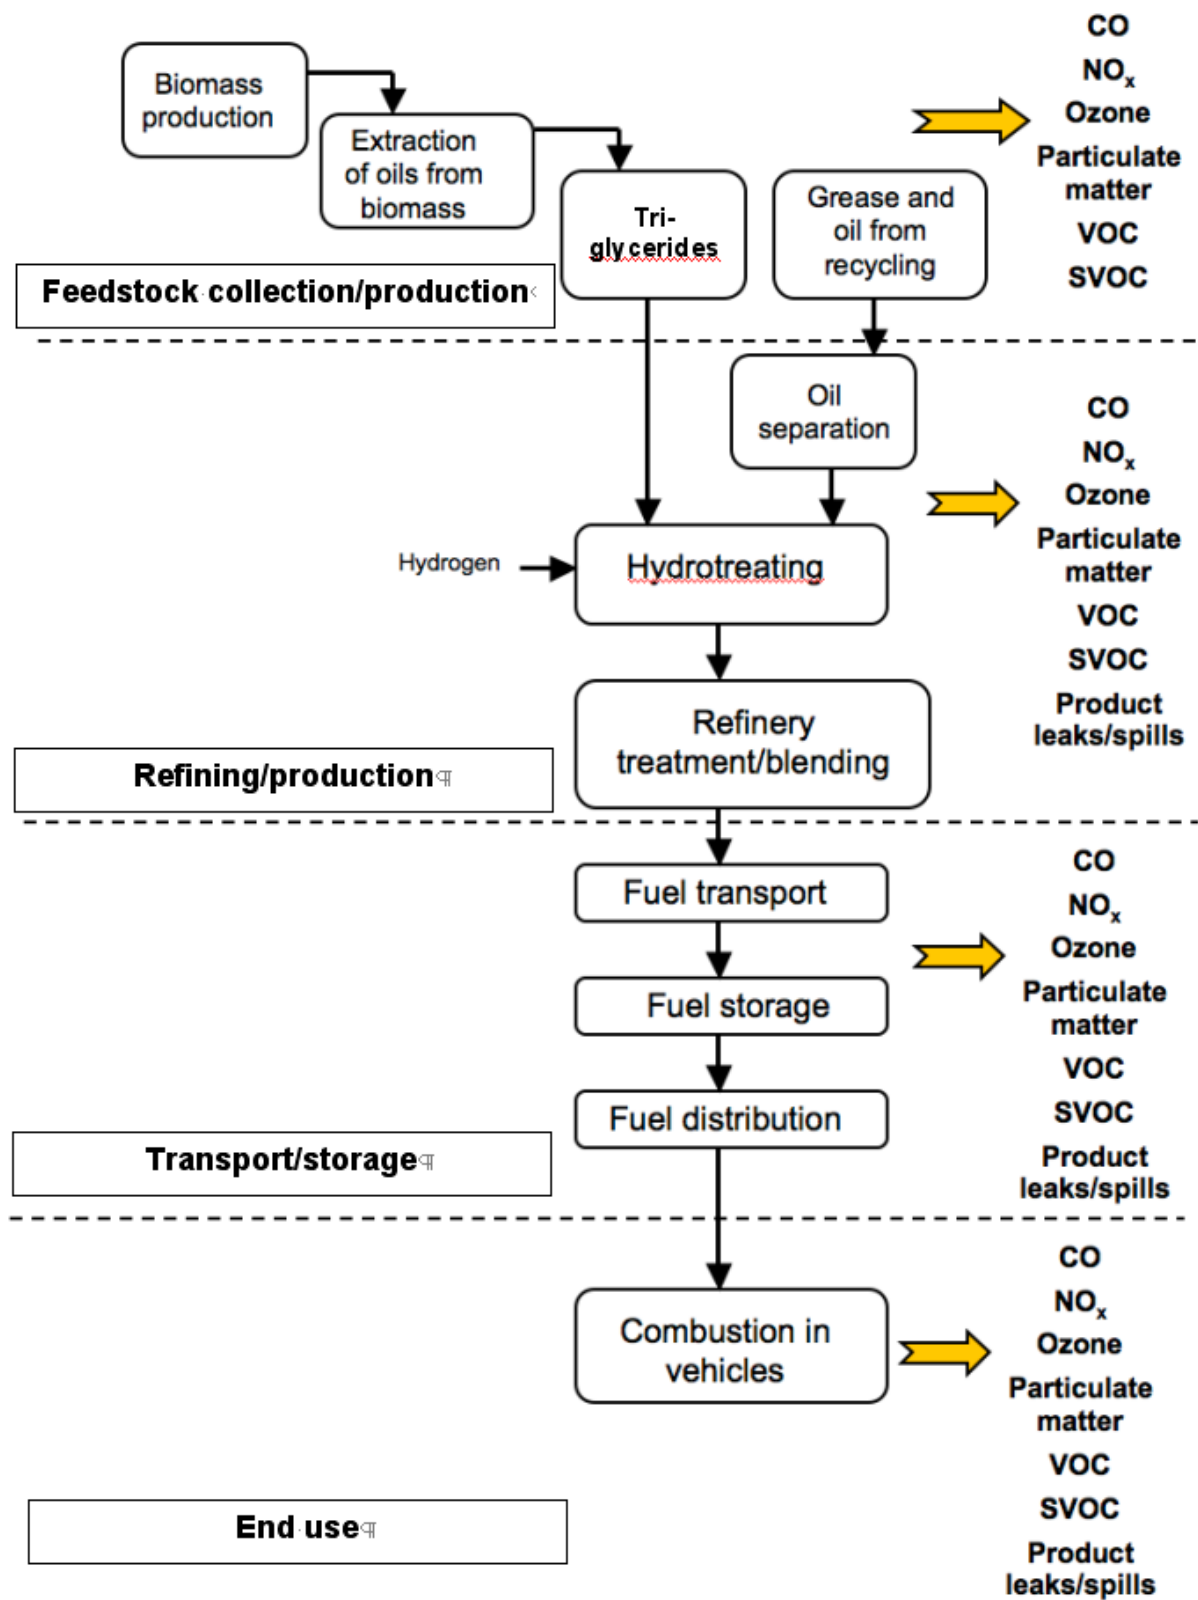 Biomass
production
Extraction
of oils from
biomass
Tri-
glycerides
Grease and
oil from
recycling
CO
NOx
Ozone
Particulate
matter
VOC
SVOC
Feedstock collection/production
Oil
separation
Hydrogen
Hydrotreating
Refinery
treatment/blending
CO
NOx
Ozone
Particulate
matter
VOC
SVOC
Product
leaks/spills
Refining/production¶
Fuel transport
Fuel storage
Fuel distribution
CO
NOx
Ozone
Particulate
matter
VOC
SVOC
Product
leaks/spills
Transport/storage¶
Combustion in
vehicles
CO
NOx
Ozone
Particulate
matter
VOC
SVOC
Product
leaks/spills
End use¶